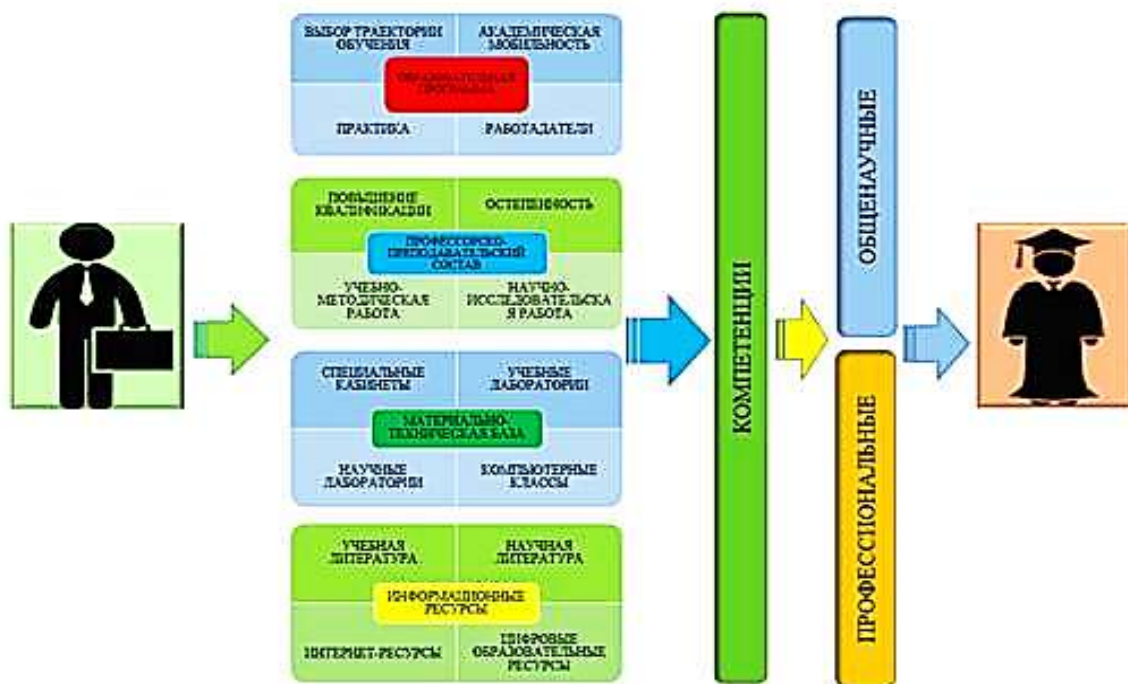 ВЫБОР ТРАЕКТОРИИ
ОБУЧЕНИЯ
АКАДЕМИЧЕСКАЯ
МОБИЛЬНОСТЬ
ОБРАЗОВАТЕЛЬНАЯ
ПРОГРАММА
ПРАКТИКА
РАБОТАДАТЕЛИ
ПОВЫШЕНИЕ
КВАЛИФИКАЦИИ
ОСТЕПЕННОСТЬ
ПРОФЕССОРСКО-
ПРЕПОДАВАТЕЛЬСКИЙ
СОСТАВ
УЧЕБНО-
МЕТОДИЧЕСКАЯ
РАБОТА
НАУЧНО-
ИССЛЕДОВАТЕЛЬСКА
Я РАБОТА
СПЕЦИАЛЬНЫЕ
КАБИНЕТЫ
УЧЕБНЫЕ
ЛАБОРАТОРИИ
МАТЕРИАЛЬНО-
ТЕХНИЧЕСКАЯ БАЗА
НАУЧНЫЕ
ЛАБОРАТОРИИ
КОМПЬЮТЕРНЫЕ
КЛАССЫ
УЧЕБНАЯ
ЛИТЕРАТУРА
НАУЧНАЯ
ЛИТЕРАТУРА
ИНФОРМАЦИОННЫЕ
РЕСУРСЫ
ИНТЕРНЕТ-РЕСУРСЫ
ЦИФРОВЫЕ
ОБРАЗОВАТЕЛЬНЫЕ
РЕСУРСЫ
КОМПЕТЕНЦИИ
ОБЩЕНАУЧНЫЕ
ПРОФЕССИОНАЛЬНЫЕ